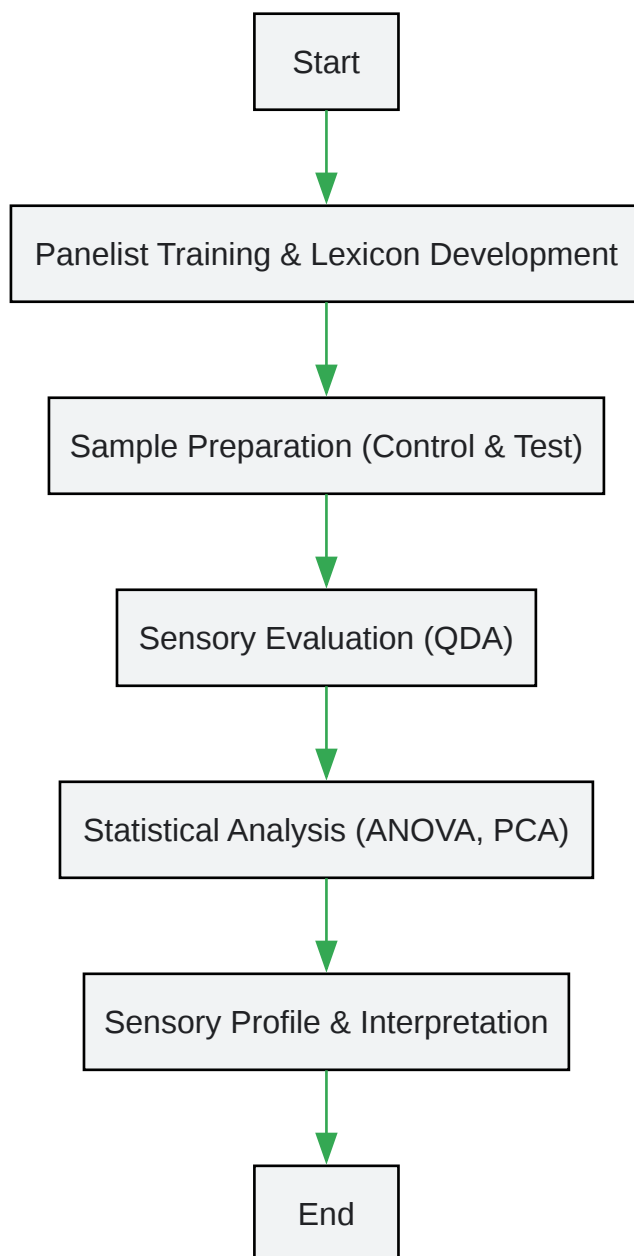 Start
Panelist Training & Lexicon Development
Sample Preparation (Control & Test)
Sensory Evaluation (QDA)
Statistical Analysis (ANOVA, PCA)
Sensory Profile & Interpretation
End